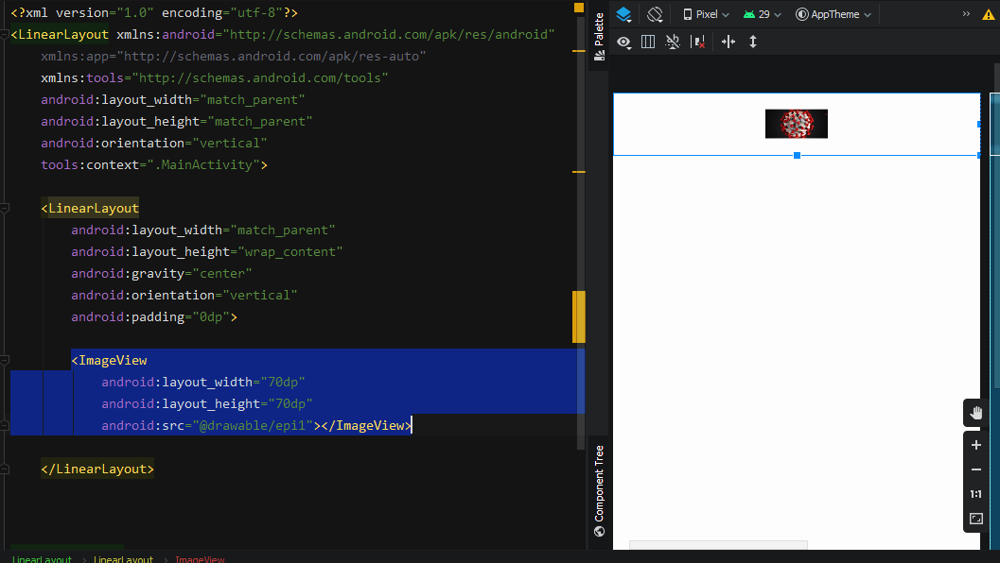 <?xml version="1.0" encoding="utf-8"?>
<LinearLayout xmlns:android="http://schemas.android.com/apk/res/android"
    xmlns:app="http://schemas.android.com/apk/res-auto"
    xmlns:tools="http://schemas.android.com/tools"
    android:layout_width="match_parent"
    android:layout_height="match_parent"
    android:orientation="vertical"
    tools:context=".MainActivity">
    <LinearLayout
        android:layout_width="match_parent"
        android:layout_height="wrap_content"
        android:gravity="center"
        android:orientation="vertical"
        android:padding="0dp">
        <ImageView
            android:layout_width="70dp"
            android:layout_height="70dp"
            android:src="@drawable/epi1"></ImageView>
    </LinearLayout>
LinearLayout > LinearLayout > ImageView
Palette
Component Tree
Pixel 29 AppTheme »
1:1